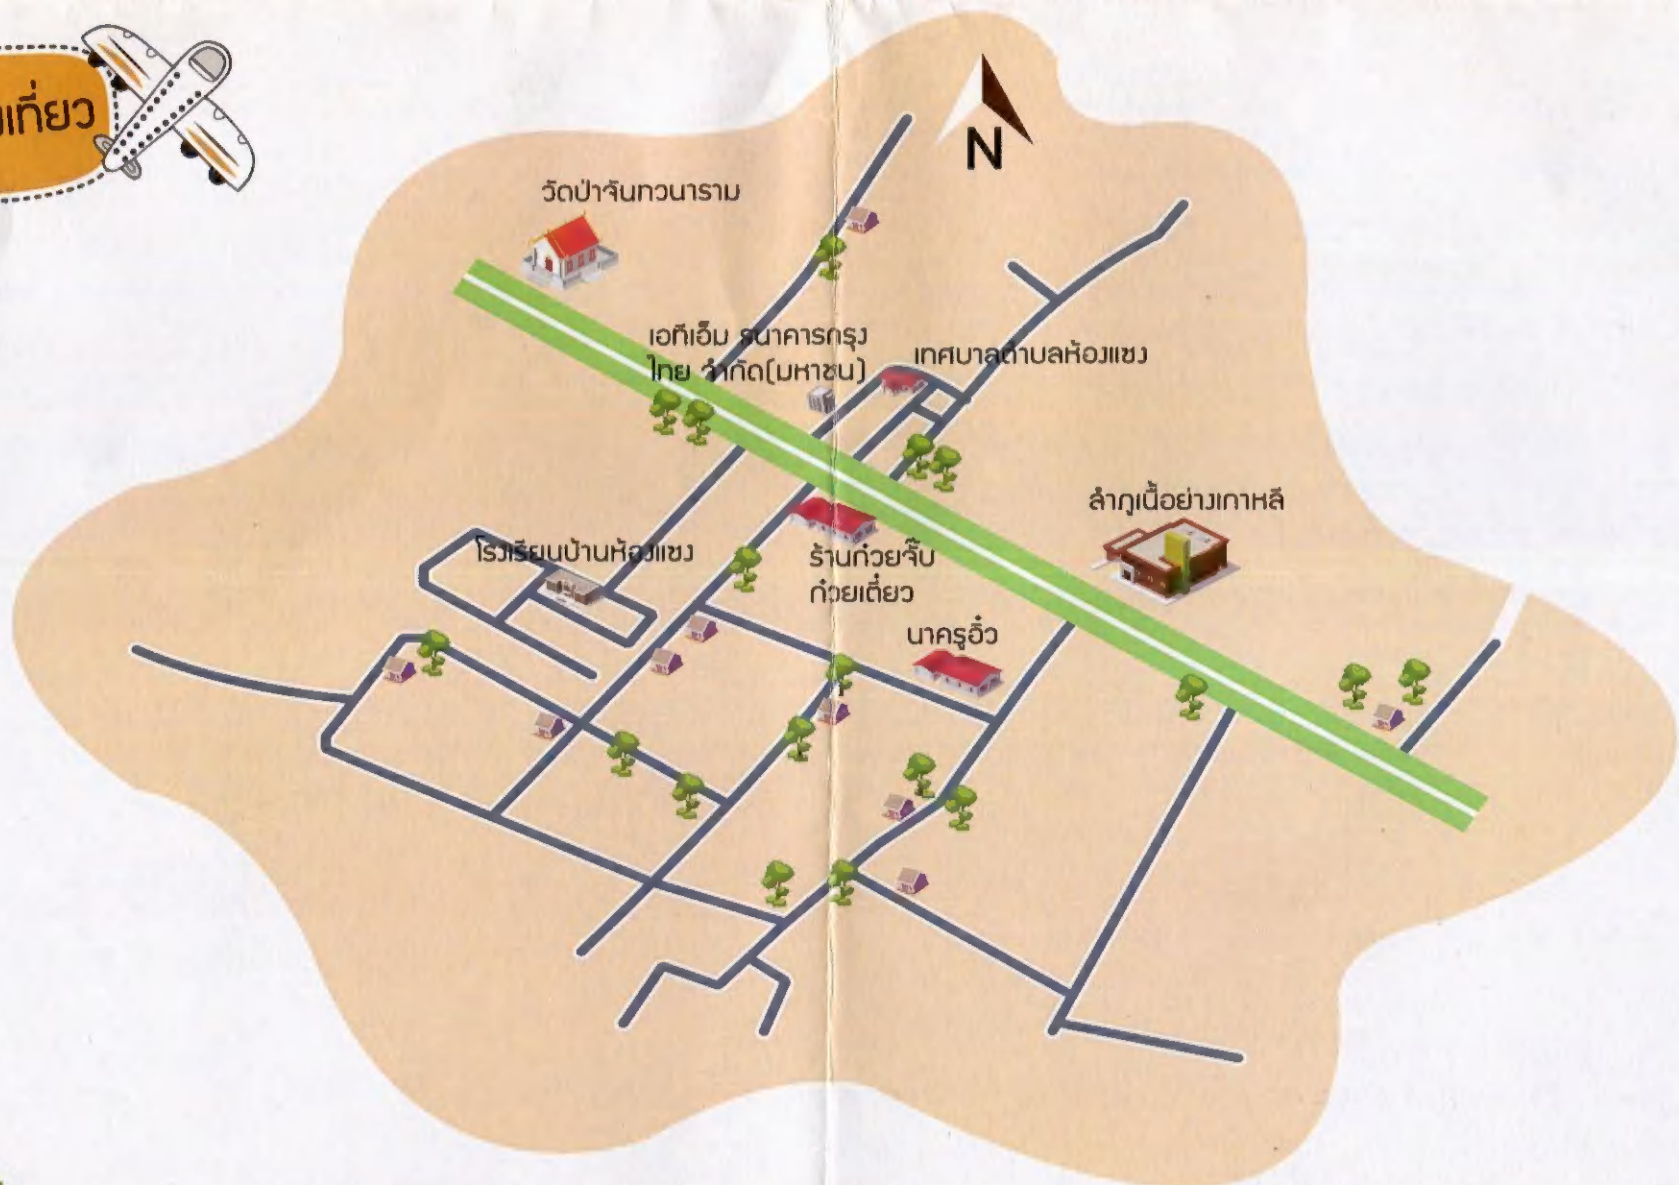 เที่ยว
N
วัดป่าจันทวนาราม
เอทีเอ็ม ธนาคารกรุง
ไทย จำกัด(มหาชน)
เทศบาลตำบลห้องแซง
ลำภูเนื้อย่างเกาหลี
โรงเรียนบ้านห้องแซง
ร้านก๋วยจั๊บ
ก๋วยเตี๋ยว
นาครูอิ๋ว